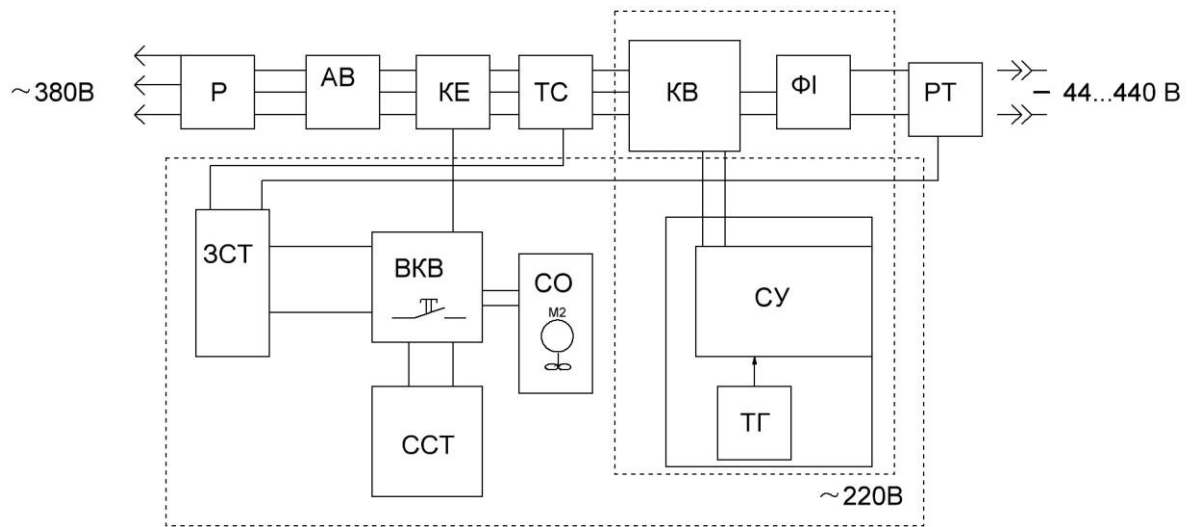 ~380В
Р
АВ
КЕ
ТС
КВ
ФІ
РТ
— 44...440 В
ЗСТ
ВКВ
СО
М2
СУ
ССТ
ТГ
~220В